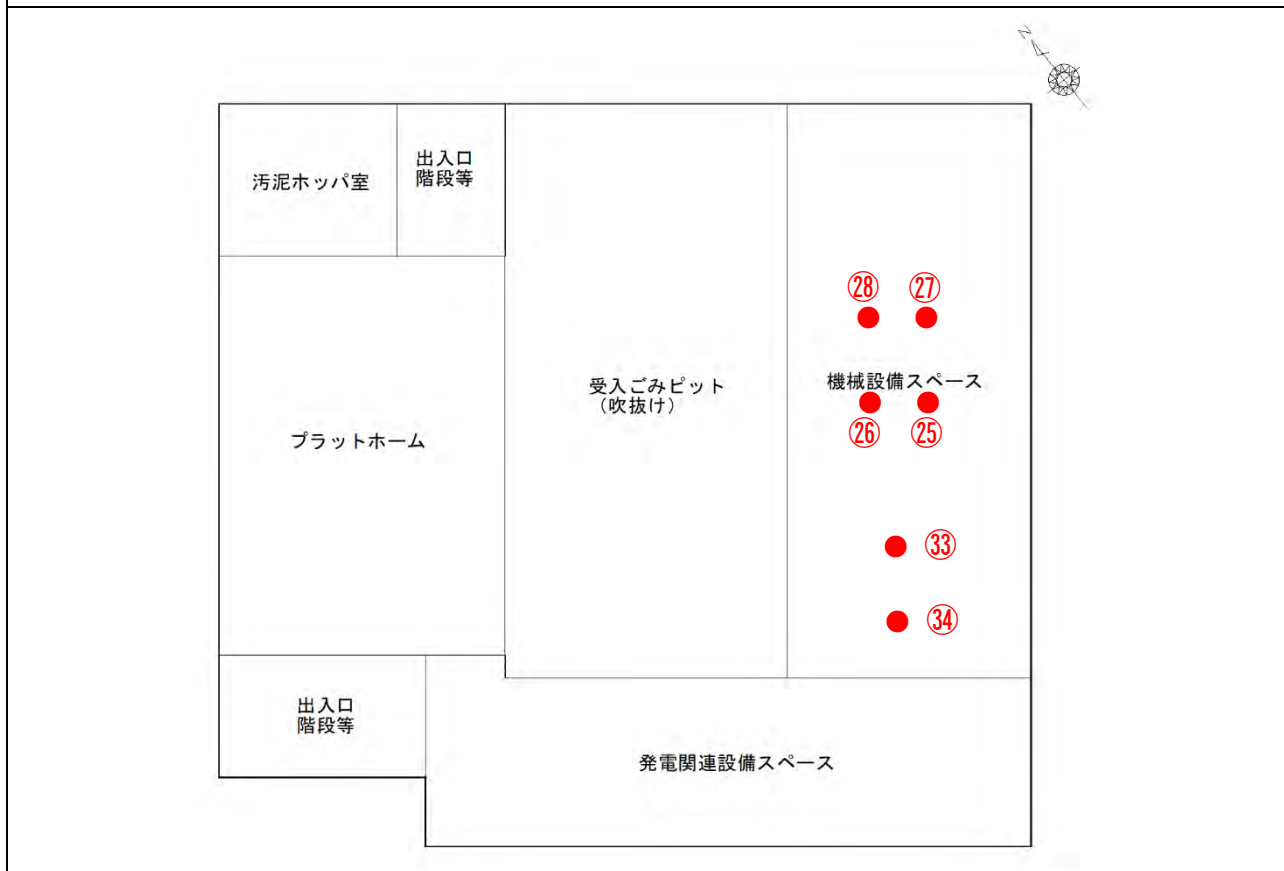 N
汚泥ホッパ室
出入口
階段等
㉘ ㉗
機械設備スペース
受入ごみピット
(吹抜け)
㉖ ㉕
プラットホーム
㉝
㉞
出入口
階段等
発電関連設備スペース